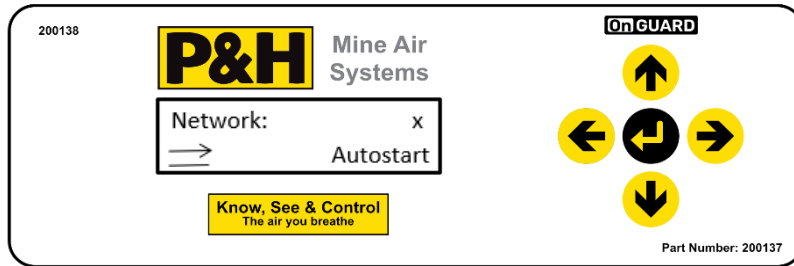 200138
P&H
Mine Air
Systems
OnGUARD
Network: x
Autostart
Know, See & Control
The air you breathe
Part Number: 200137